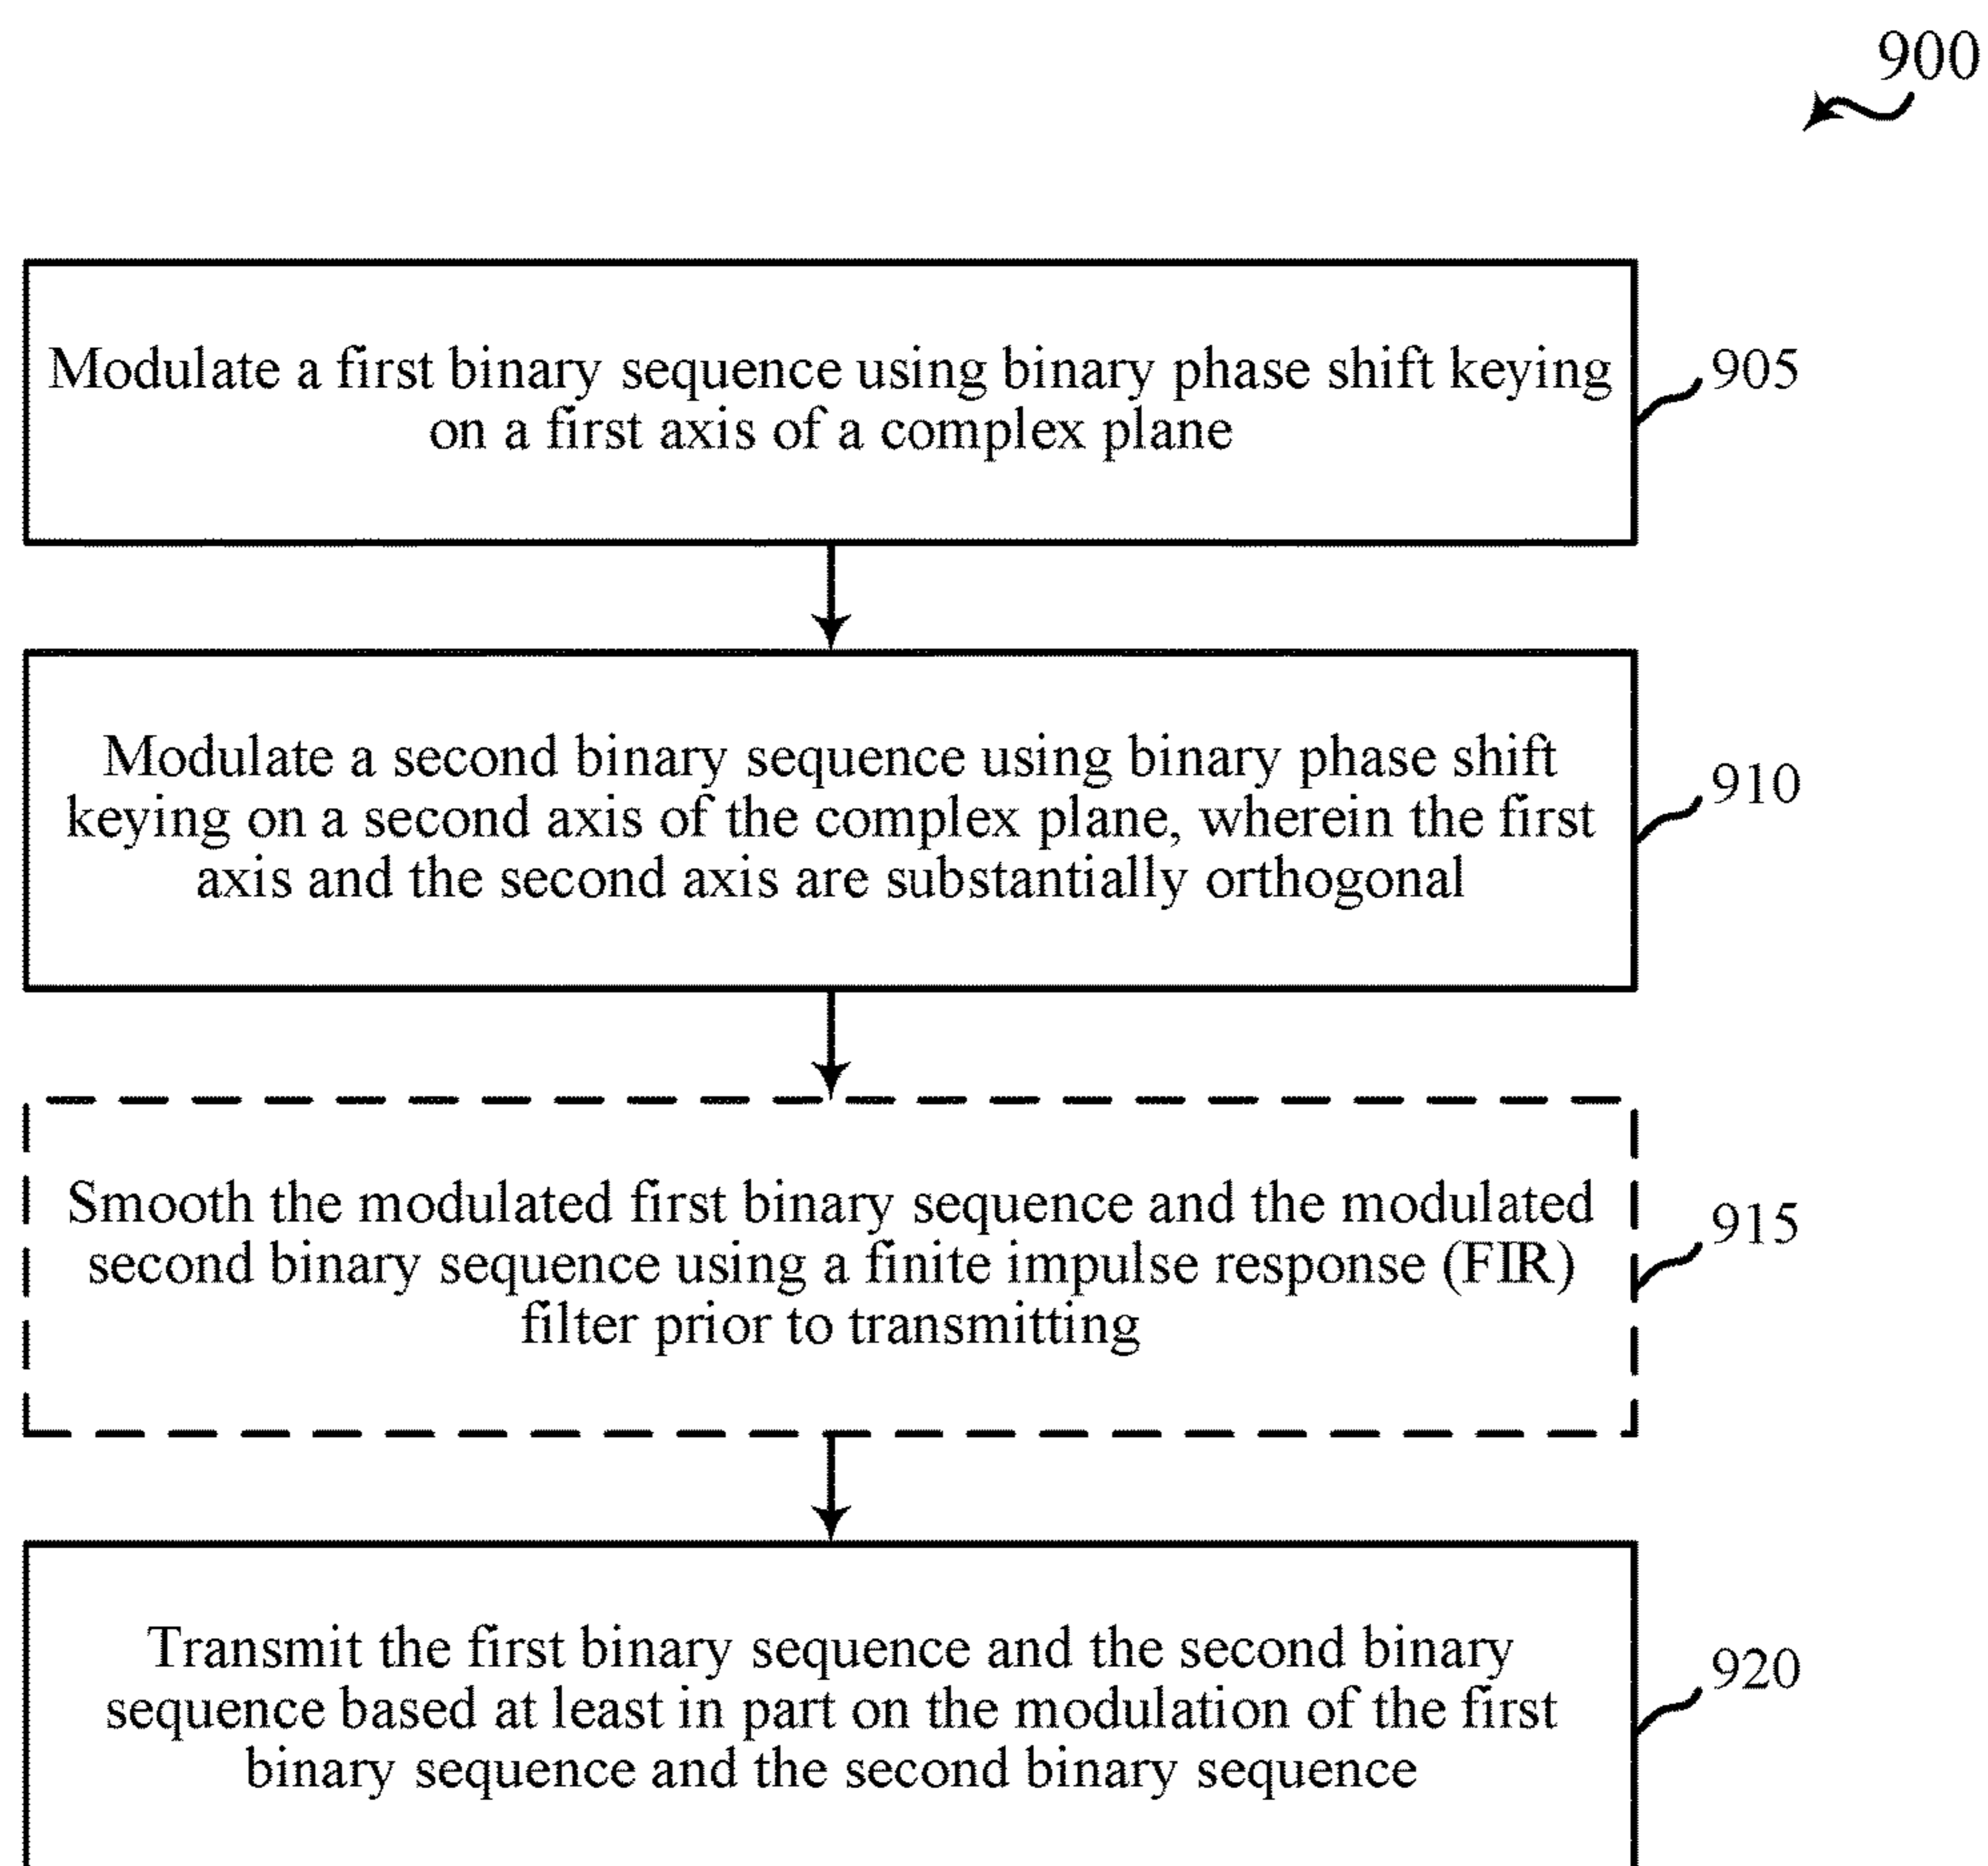 900
Modulate a first binary sequence using binary phase shift keying
on a first axis of a complex plane
905
Modulate a second binary sequence using binary phase shift
keying on a second axis of the complex plane, wherein the first
axis and the second axis are substantially orthogonal
910
Smooth the modulated first binary sequence and the modulated
second binary sequence using a finite impulse response (FIR)
filter prior to transmitting
915
Transmit the first binary sequence and the second binary
sequence based at least in part on the modulation of the first
binary sequence and the second binary sequence
920